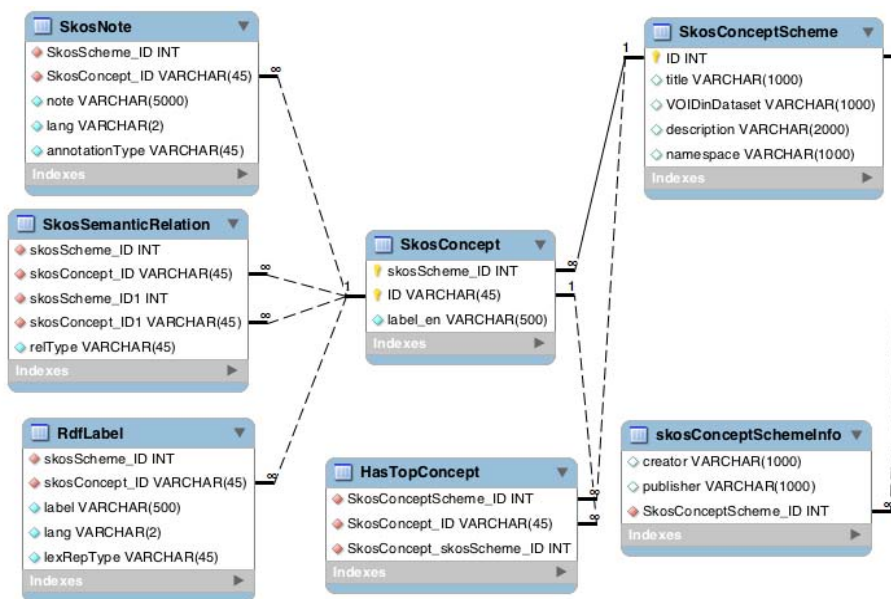 SkosNote
SkosScheme_ID INT
SkosConcept_ID VARCHAR(45)
∞
note VARCHAR(5000)
lang VARCHAR(2)
annotationType VARCHAR(45)
Indexes
SkosConceptScheme
1
ID INT
title VARCHAR(1000)
VOIDinDataset VARCHAR(1000)
description VARCHAR(2000)
namespace VARCHAR(1000)
Indexes
SkosSemanticRelation
skosScheme_ID INT
skosConcept_ID VARCHAR(45)
∞
skosScheme_ID1 INT
skosConcept_ID1 VARCHAR(45)
∞
relType VARCHAR(45)
Indexes
SkosConcept
skosScheme_ID INT
∞
1
ID VARCHAR(45)
1
label_en VARCHAR(500)
Indexes
RdfLabel
skosScheme_ID INT
skosConcept_ID VARCHAR(45)
∞
label VARCHAR(500)
lang VARCHAR(2)
lexRepType VARCHAR(45)
Indexes
HasTopConcept
SkosConceptScheme_ID INT
∞
SkosConcept_ID VARCHAR(45)
∞
SkosConcept_skosScheme_ID INT
Indexes
skosConceptSchemeInfo
creator VARCHAR(1000)
publisher VARCHAR(1000)
SkosConceptScheme_ID INT
∞
Indexes